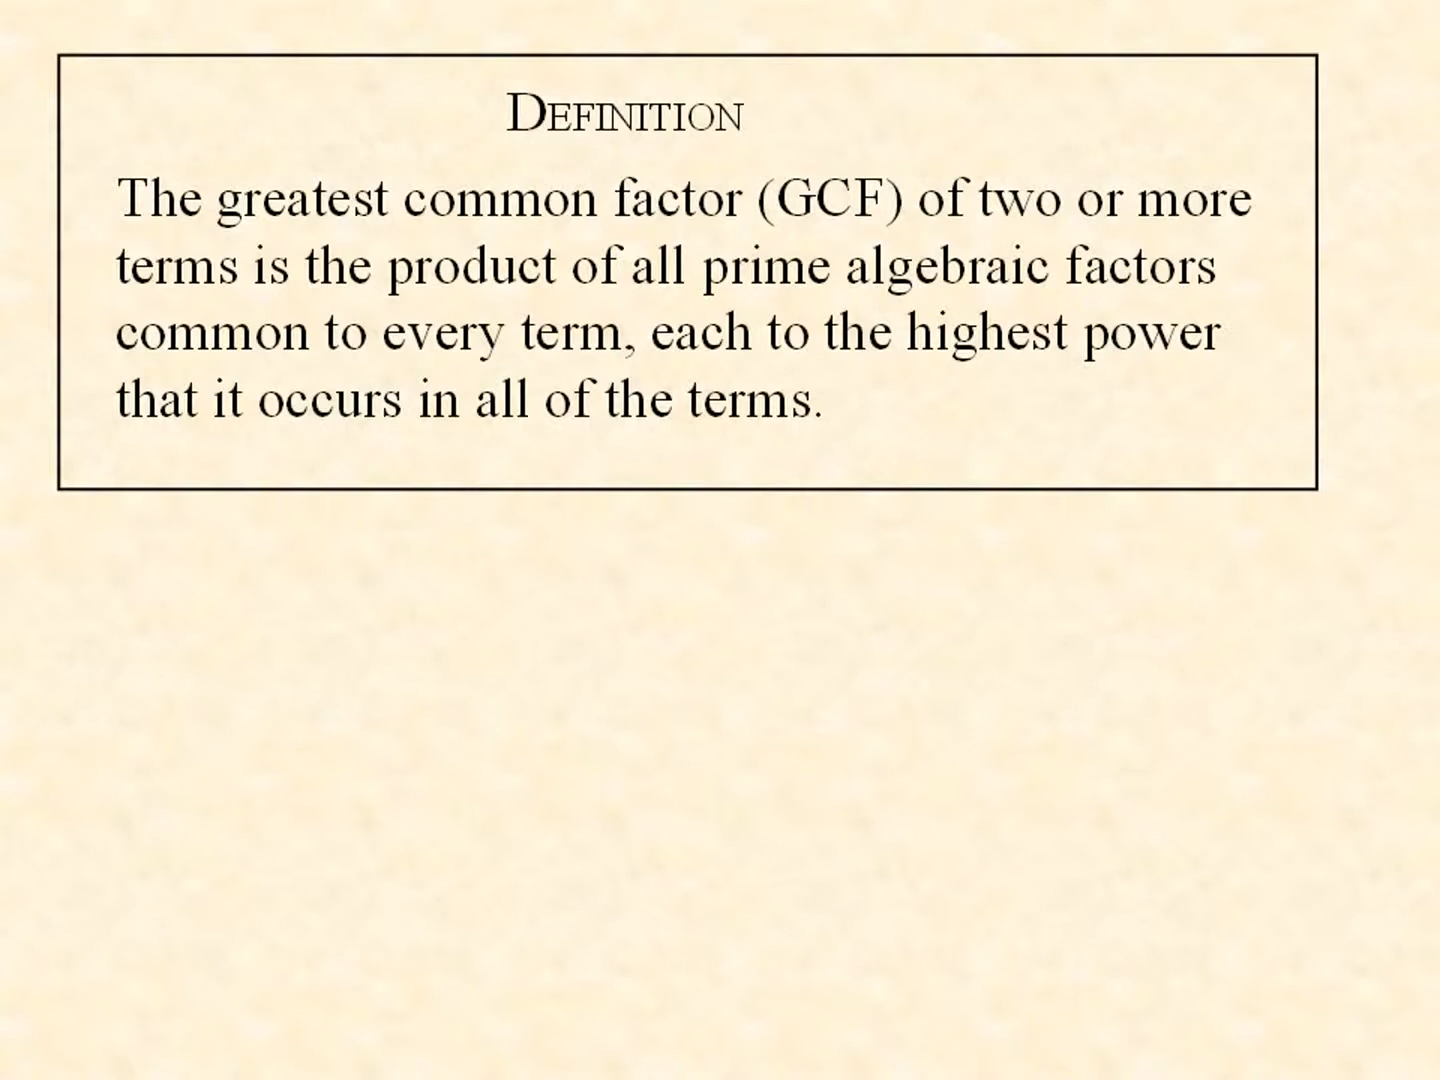 DEFINITION
The greatest common factor (GCF) of two or more
terms is the product of all prime algebraic factors
common to every term, each to the highest power
that it occurs in all of the terms.